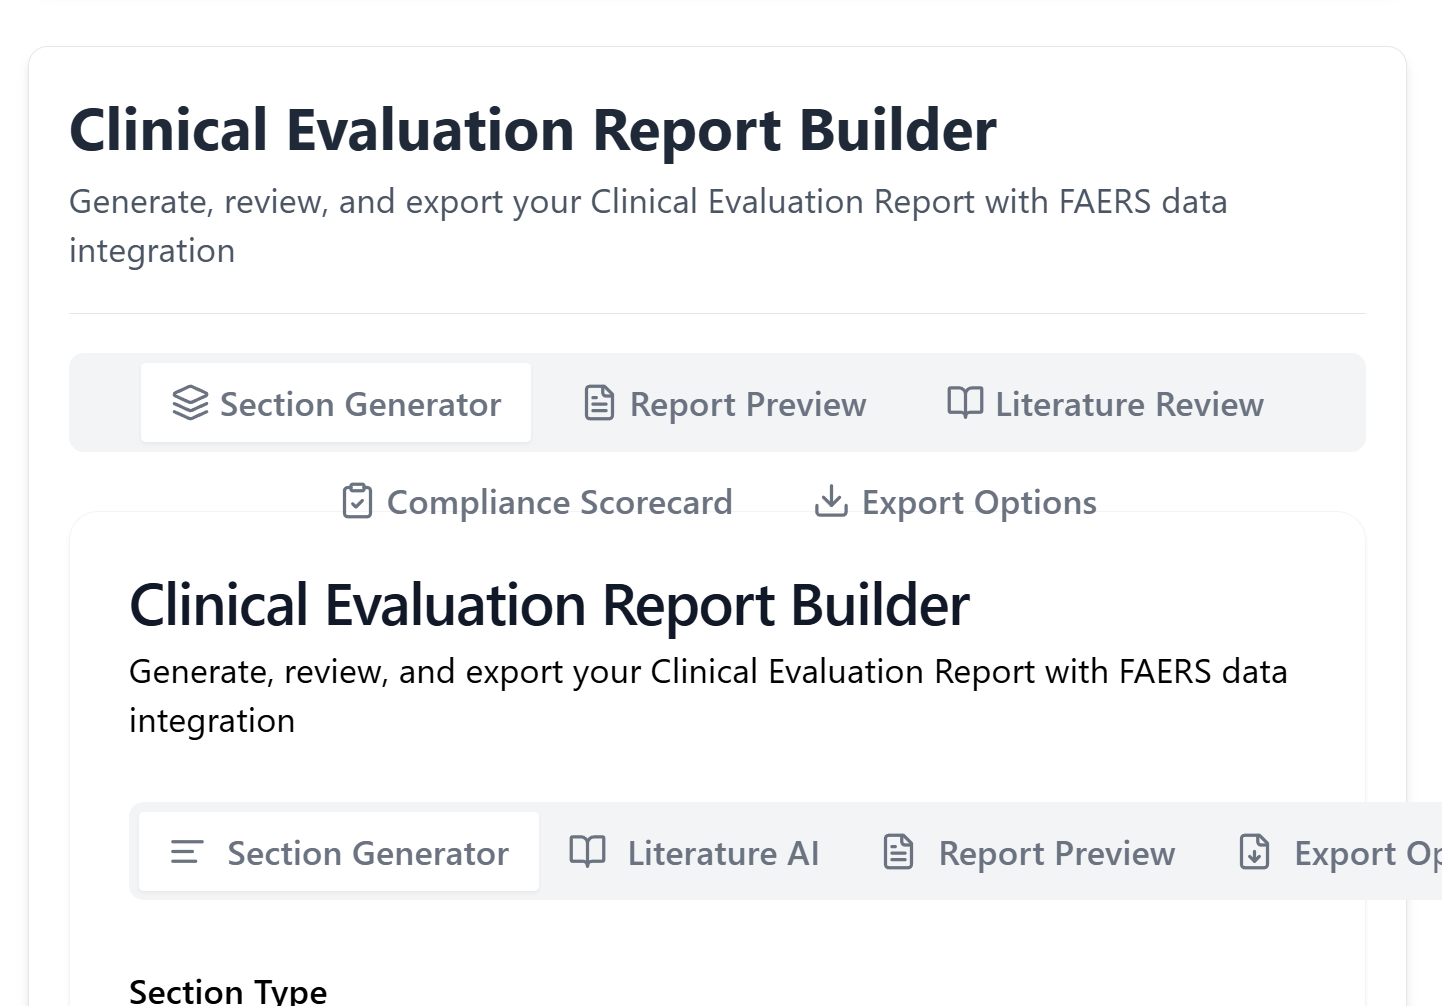 Clinical Evaluation Report Builder
Generate, review, and export your Clinical Evaluation Report with FAERS data
integration
Section Generator Report Preview Literature Review
Compliance Scorecard Export Options
Clinical Evaluation Report Builder
Generate, review, and export your Clinical Evaluation Report with FAERS data
integration
Section Generator Literature AI Report Preview Export Op
Section Type